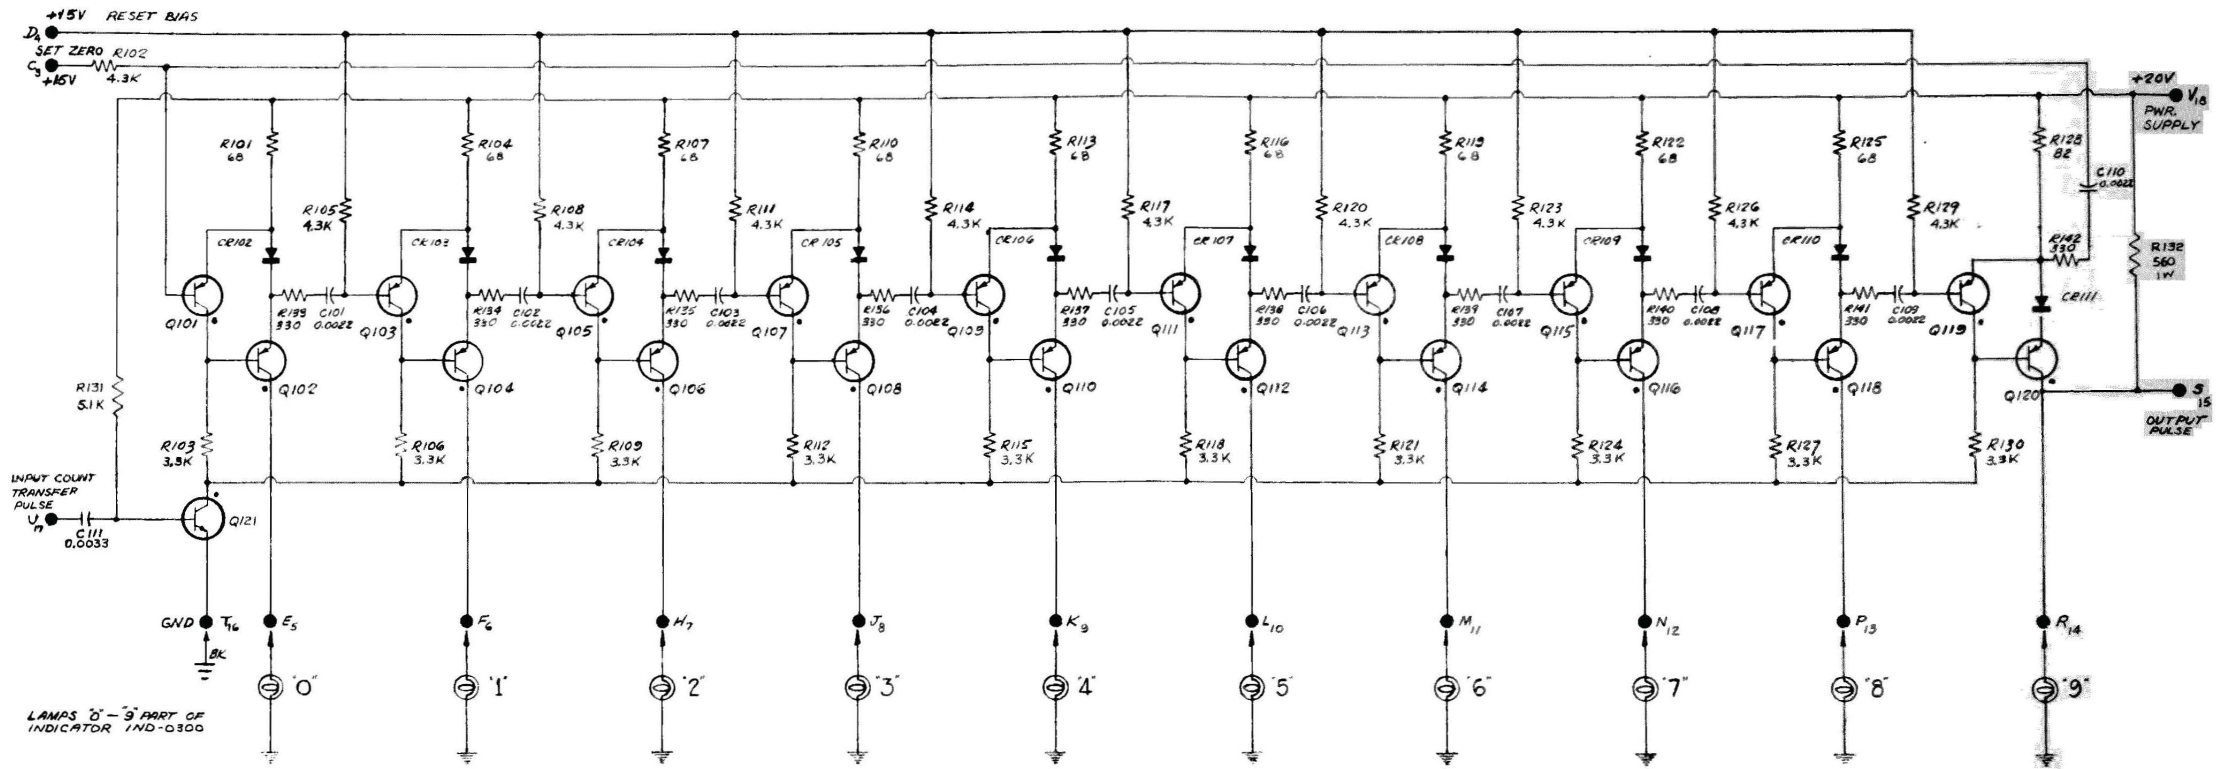 +15V RESET BIAS
D4
SET ZERO R102
C3
4.3K
+15V
+20V
V18
PWR.
SUPPLY
R101
68
R104
68
R107
68
R110
68
R113
68
R116
68
R119
68
R122
68
R125
68
R128
82
C110
0.0022
R105
4.3K
R108
4.3K
R111
4.3K
R114
4.3K
R117
4.3K
R120
4.3K
R123
4.3K
R126
4.3K
R129
4.3K
CR102
CR103
CR104
CR105
CR106
CR107
CR108
CR109
CR110
R142
330
R132
560
1W
CR111
Q101
R133
330
C101
0.0022
Q103
R134
330
C102
0.0022
Q105
R135
330
C103
0.0022
Q107
R136
330
C104
0.0022
Q109
R137
330
C105
0.0022
Q111
R138
330
C106
0.0022
Q113
R139
330
C107
0.0022
Q115
R140
330
C108
0.0022
Q117
R141
330
C109
0.0022
Q119
R131
5.1K
Q102
Q104
Q106
Q108
Q110
Q112
Q114
Q116
Q118
Q120
S15
OUTPUT
PULSE
R103
3.3K
R106
3.3K
R109
3.3K
R112
3.3K
R115
3.3K
R118
3.3K
R121
3.3K
R124
3.3K
R127
3.3K
R130
3.3K
INPUT COUNT
TRANSFER
PULSE
U17
C111
0.0033
Q121
GND T16
E5
F6
H7
J8
K9
L10
M11
N12
P13
R14
BK
"0"
"1"
"2"
"3"
"4"
"5"
"6"
"7"
"8"
"9"
LAMPS "0" - "9" PART OF
INDICATOR IND-0300